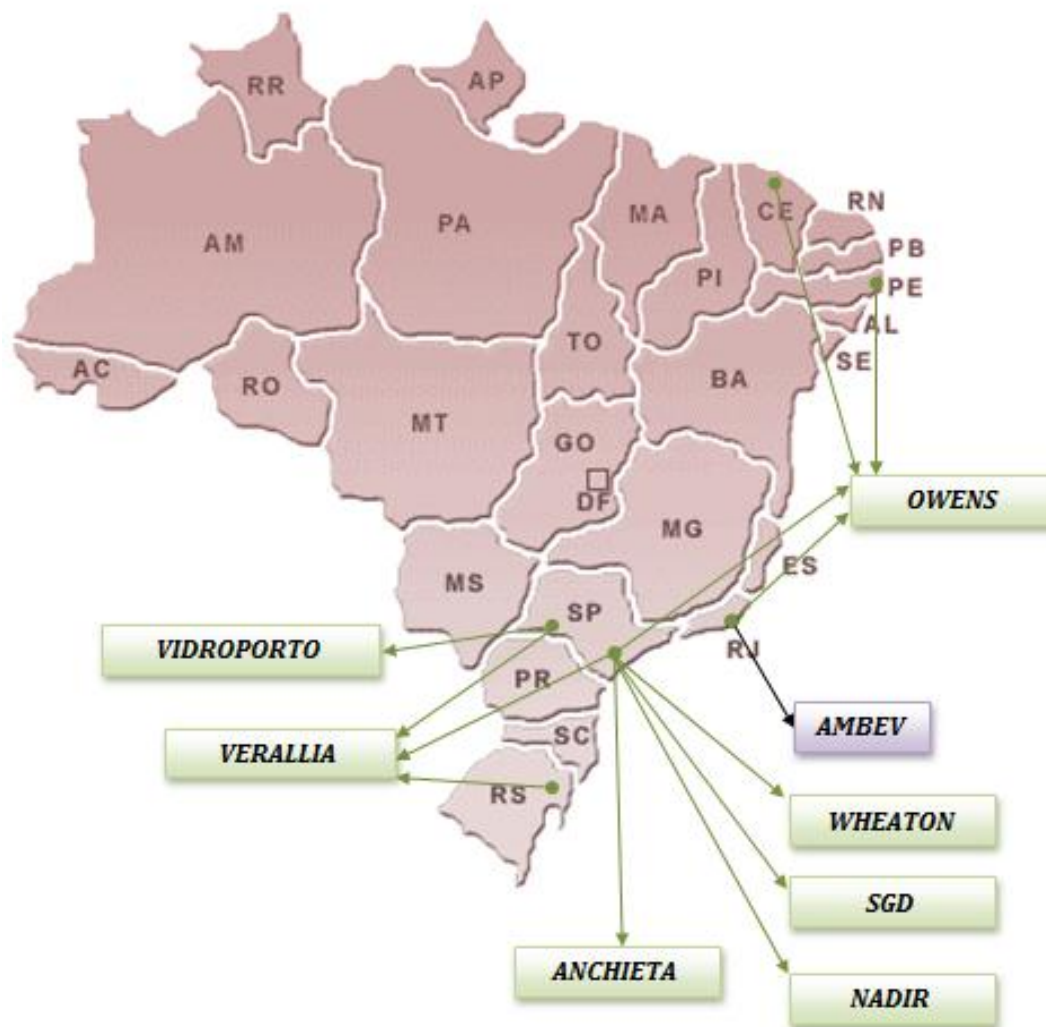 RR
AP
AM
PA
MA
CE
RN
PB
PI
PE
AL
SE
TO
AC
RO
BA
MT
GO
DF
OWENS
MG
ES
MS
SP
RJ
VIDROPORTO
PR
AMBEV
VERALLIA
SC
RS
WHEATON
SGD
ANCHIETA
NADIR